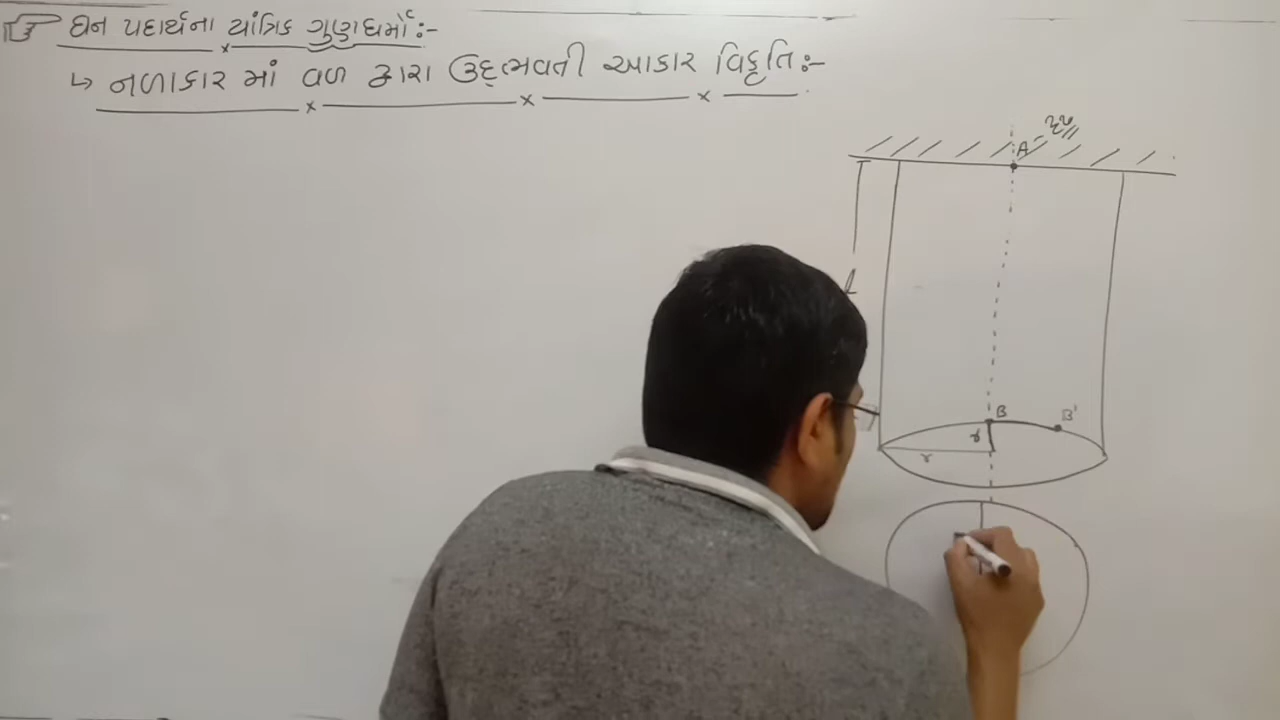 ઘન પદાર્થના યાંત્રિક ગુણધર્મો:-
↳ નળાકાર માં વળ દ્વારા ઉદ્ભવતી આકાર વિકૃતિ:-
A - દૃઢ
l
B B'
r
r